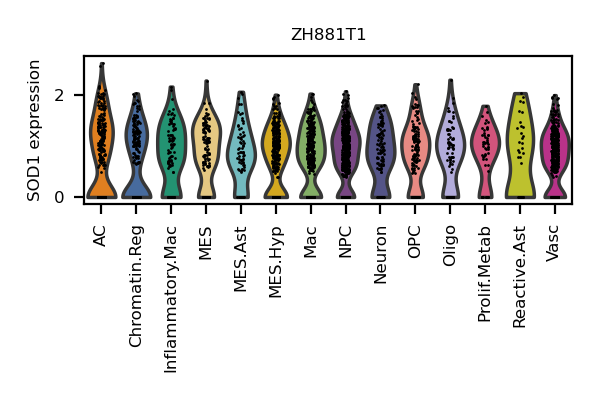 ZH881T1
SOD1 expression
2
0
AC
Chromatin.Reg
Inflammatory.Mac
MES
MES.Ast
MES.Hyp
Mac
NPC
Neuron
OPC
Oligo
Prolif.Metab
Reactive.Ast
Vasc